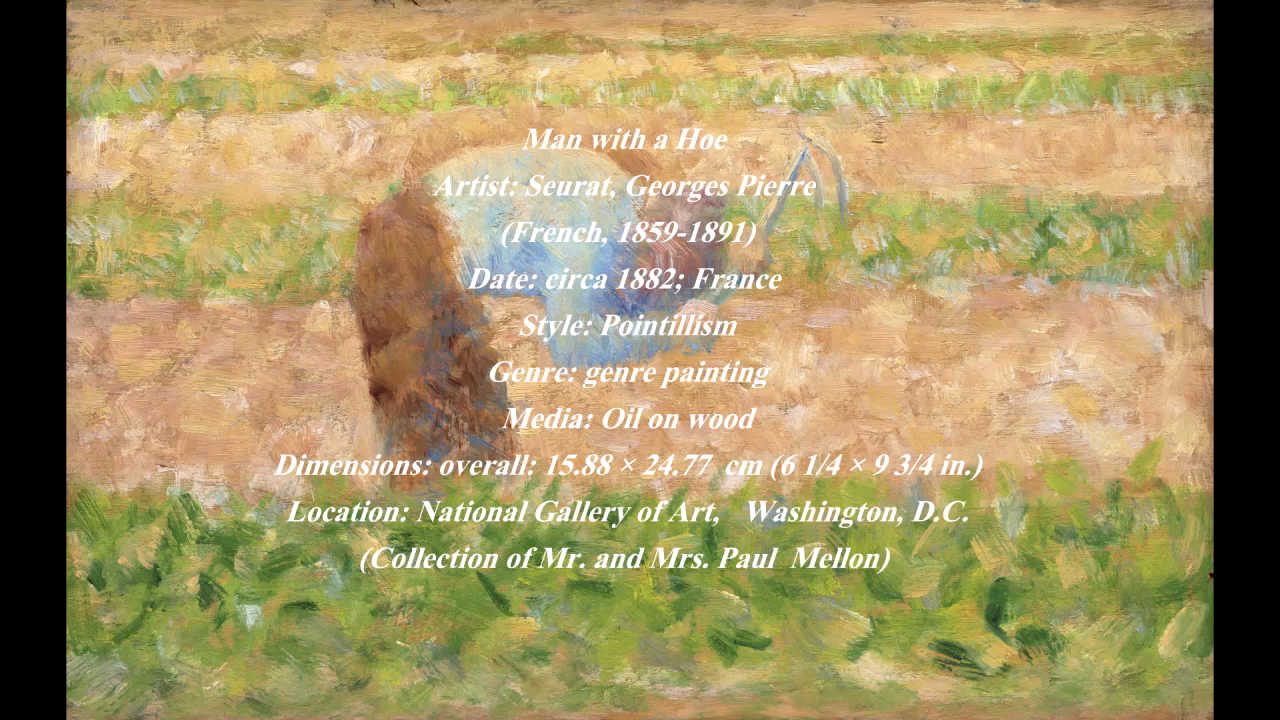 Man with a Hoe
Artist: Seurat, Georges Pierre
(French, 1859-1891)
Date: circa 1882; France
Style: Pointillism
Genre: genre painting
Media: Oil on wood
Dimensions: overall: 15.88 × 24.77 cm (6 1/4 × 9 3/4 in.)
Location: National Gallery of Art, Washington, D.C.
(Collection of Mr. and Mrs. Paul Mellon)